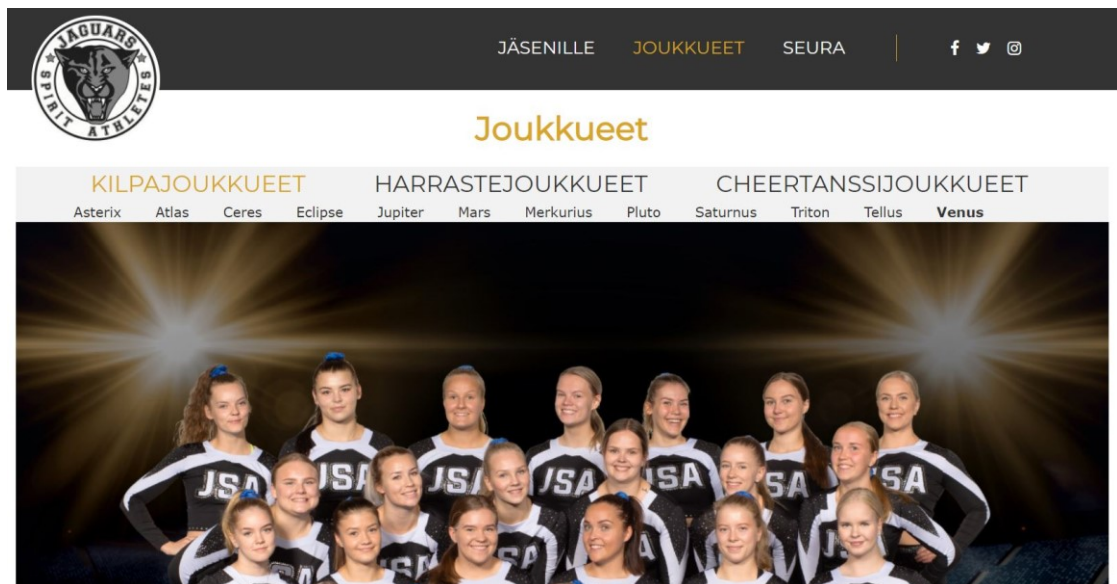 JAGUARS
SPIRIT ATHLETES
JÄSENILLE JOUKKUEET SEURA
Joukkueet
KILPAJOUKKUEET HARRASTEJOUKKUEET CHEERTANSSIJOUKKUEET
Asterix Atlas Ceres Eclipse Jupiter Mars Merkurius Pluto Saturnus Triton Tellus Venus
JSA JSA JSA JSA JSA JSA JSA